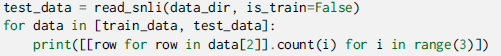 test_data = read_snli(data_dir, is_train=False)
for data in [train_data, test_data]:
    print([[row for row in data[2]].count(i) for i in range(3)])